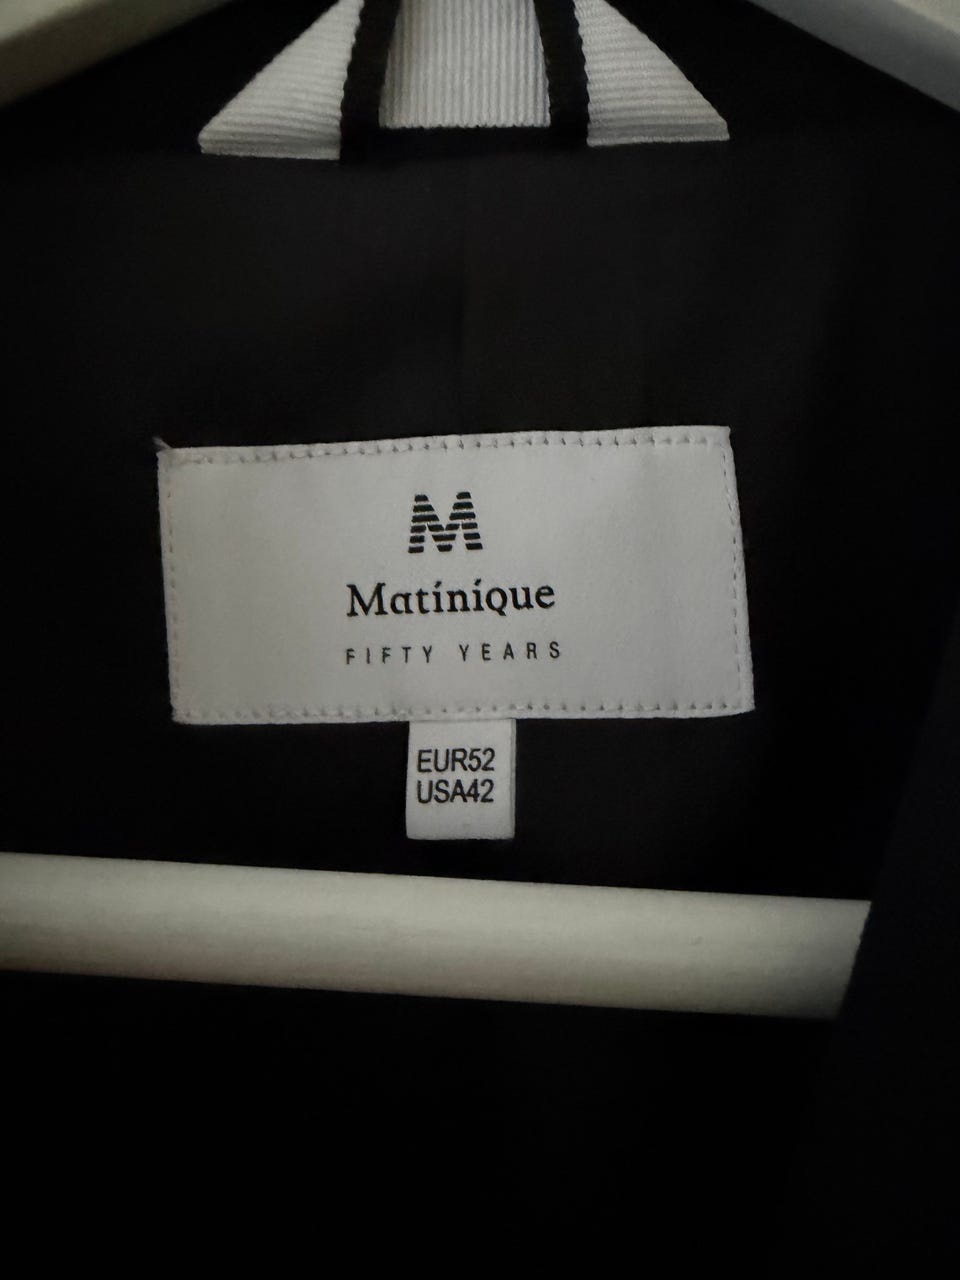 M
Matinique
FIFTY YEARS
EUR52
USA42